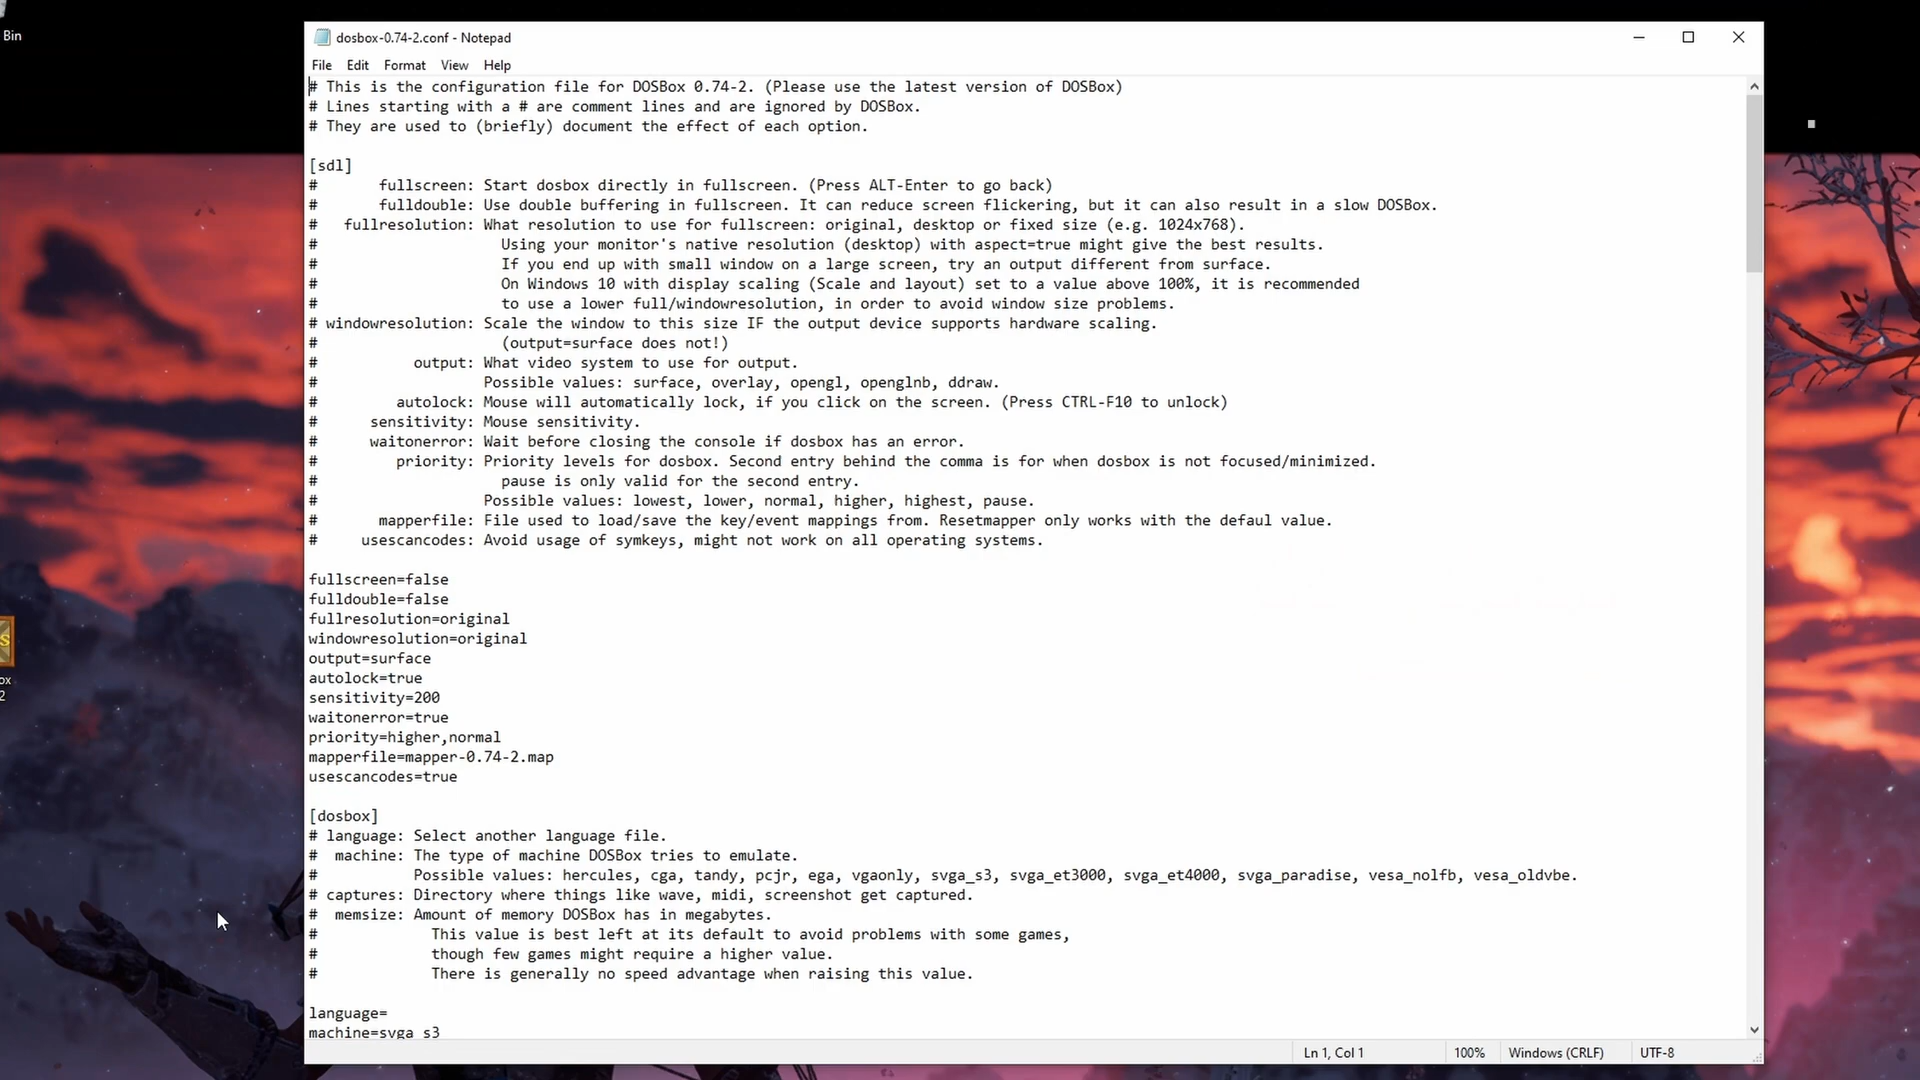 Bin
dosbox-0.74-2.conf - Notepad
File Edit Format View Help
# This is the configuration file for DOSBox 0.74-2. (Please use the latest version of DOSBox)
# Lines starting with a # are comment lines and are ignored by DOSBox.
# They are used to (briefly) document the effect of each option.
[sdl]
# fullscreen: Start dosbox directly in fullscreen. (Press ALT-Enter to go back)
# fulldouble: Use double buffering in fullscreen. It can reduce screen flickering, but it can also result in a slow DOSBox.
# fullresolution: What resolution to use for fullscreen: original, desktop or fixed size (e.g. 1024x768).
# Using your monitor's native resolution (desktop) with aspect=true might give the best results.
# If you end up with small window on a large screen, try an output different from surface.
# On Windows 10 with display scaling (Scale and layout) set to a value above 100%, it is recommended
# to use a lower full/windowresolution, in order to avoid window size problems.
# windowresolution: Scale the window to this size IF the output device supports hardware scaling.
# (output=surface does not!)
# output: What video system to use for output.
# Possible values: surface, overlay, opengl, openglnb, ddraw.
# autolock: Mouse will automatically lock, if you click on the screen. (Press CTRL-F10 to unlock)
# sensitivity: Mouse sensitivity.
# waitonerror: Wait before closing the console if dosbox has an error.
# priority: Priority levels for dosbox. Second entry behind the comma is for when dosbox is not focused/minimized.
# pause is only valid for the second entry.
# Possible values: lowest, lower, normal, higher, highest, pause.
# mapperfile: File used to load/save the key/event mappings from. Resetmapper only works with the defaul value.
# usescancodes: Avoid usage of symkeys, might not work on all operating systems.
fullscreen=false
fulldouble=false
fullresolution=original
windowresolution=original
output=surface
autolock=true
sensitivity=200
waitonerror=true
priority=higher,normal
mapperfile=mapper-0.74-2.map
usescancodes=true
[dosbox]
# language: Select another language file.
# machine: The type of machine DOSBox tries to emulate.
# Possible values: hercules, cga, tandy, pcjr, ega, vgaonly, svga_s3, svga_et3000, svga_et4000, svga_paradise, vesa_nolfb, vesa_oldvbe.
# captures: Directory where things like wave, midi, screenshot get captured.
# memsize: Amount of memory DOSBox has in megabytes.
# This value is best left at its default to avoid problems with some games,
# though few games might require a higher value.
# There is generally no speed advantage when raising this value.
language=
machine=svga_s3
Ln 1, Col 1 100% Windows (CRLF) UTF-8
ox
2